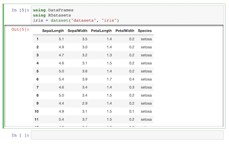 In [5]: using DataFrames
using RDatasets
iris = dataset("datasets", "iris")
Out[5]:
SepalLength SepalWidth PetalLength PetalWidth Species
1 5.1 3.5 1.4 0.2 setosa
2 4.9 3.0 1.4 0.2 setosa
3 4.7 3.2 1.3 0.2 setosa
4 4.6 3.1 1.5 0.2 setosa
5 5.0 3.6 1.4 0.2 setosa
6 5.4 3.9 1.7 0.4 setosa
7 4.6 3.4 1.4 0.3 setosa
8 5.0 3.4 1.5 0.2 setosa
9 4.4 2.9 1.4 0.2 setosa
10 4.9 3.1 1.5 0.1 setosa
11 5.4 3.7 1.5 0.2 setosa
In [ ]: